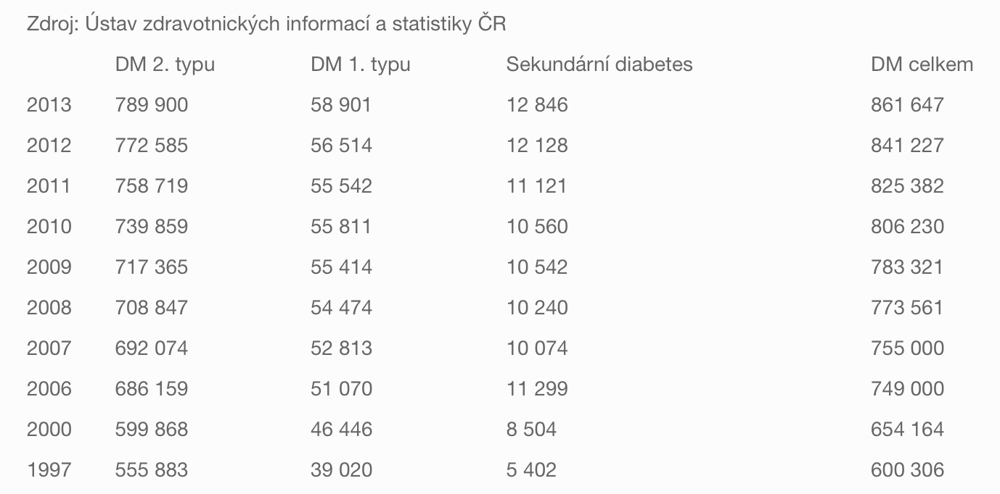 Zdroj: Ústav zdravotnických informací a statistiky ČR
DM 2. typu DM 1. typu Sekundární diabetes DM celkem
2013 789 900 58 901 12 846 861 647
2012 772 585 56 514 12 128 841 227
2011 758 719 55 542 11 121 825 382
2010 739 859 55 811 10 560 806 230
2009 717 365 55 414 10 542 783 321
2008 708 847 54 474 10 240 773 561
2007 692 074 52 813 10 074 755 000
2006 686 159 51 070 11 299 749 000
2000 599 868 46 446 8 504 654 164
1997 555 883 39 020 5 402 600 306